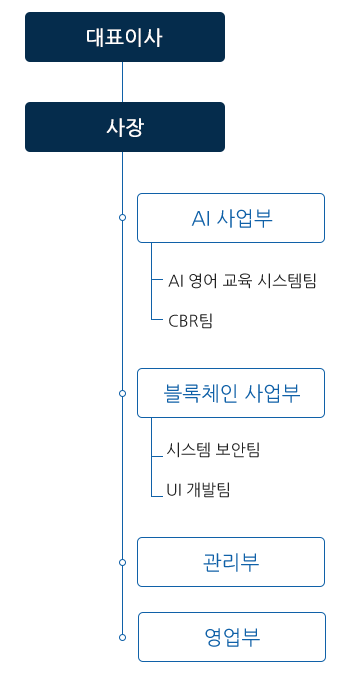 대표이사
사장
AI 사업부
AI 영어 교육 시스템팀
CBR팀
블록체인 사업부
시스템 보안팀
UI 개발팀
관리부
영업부